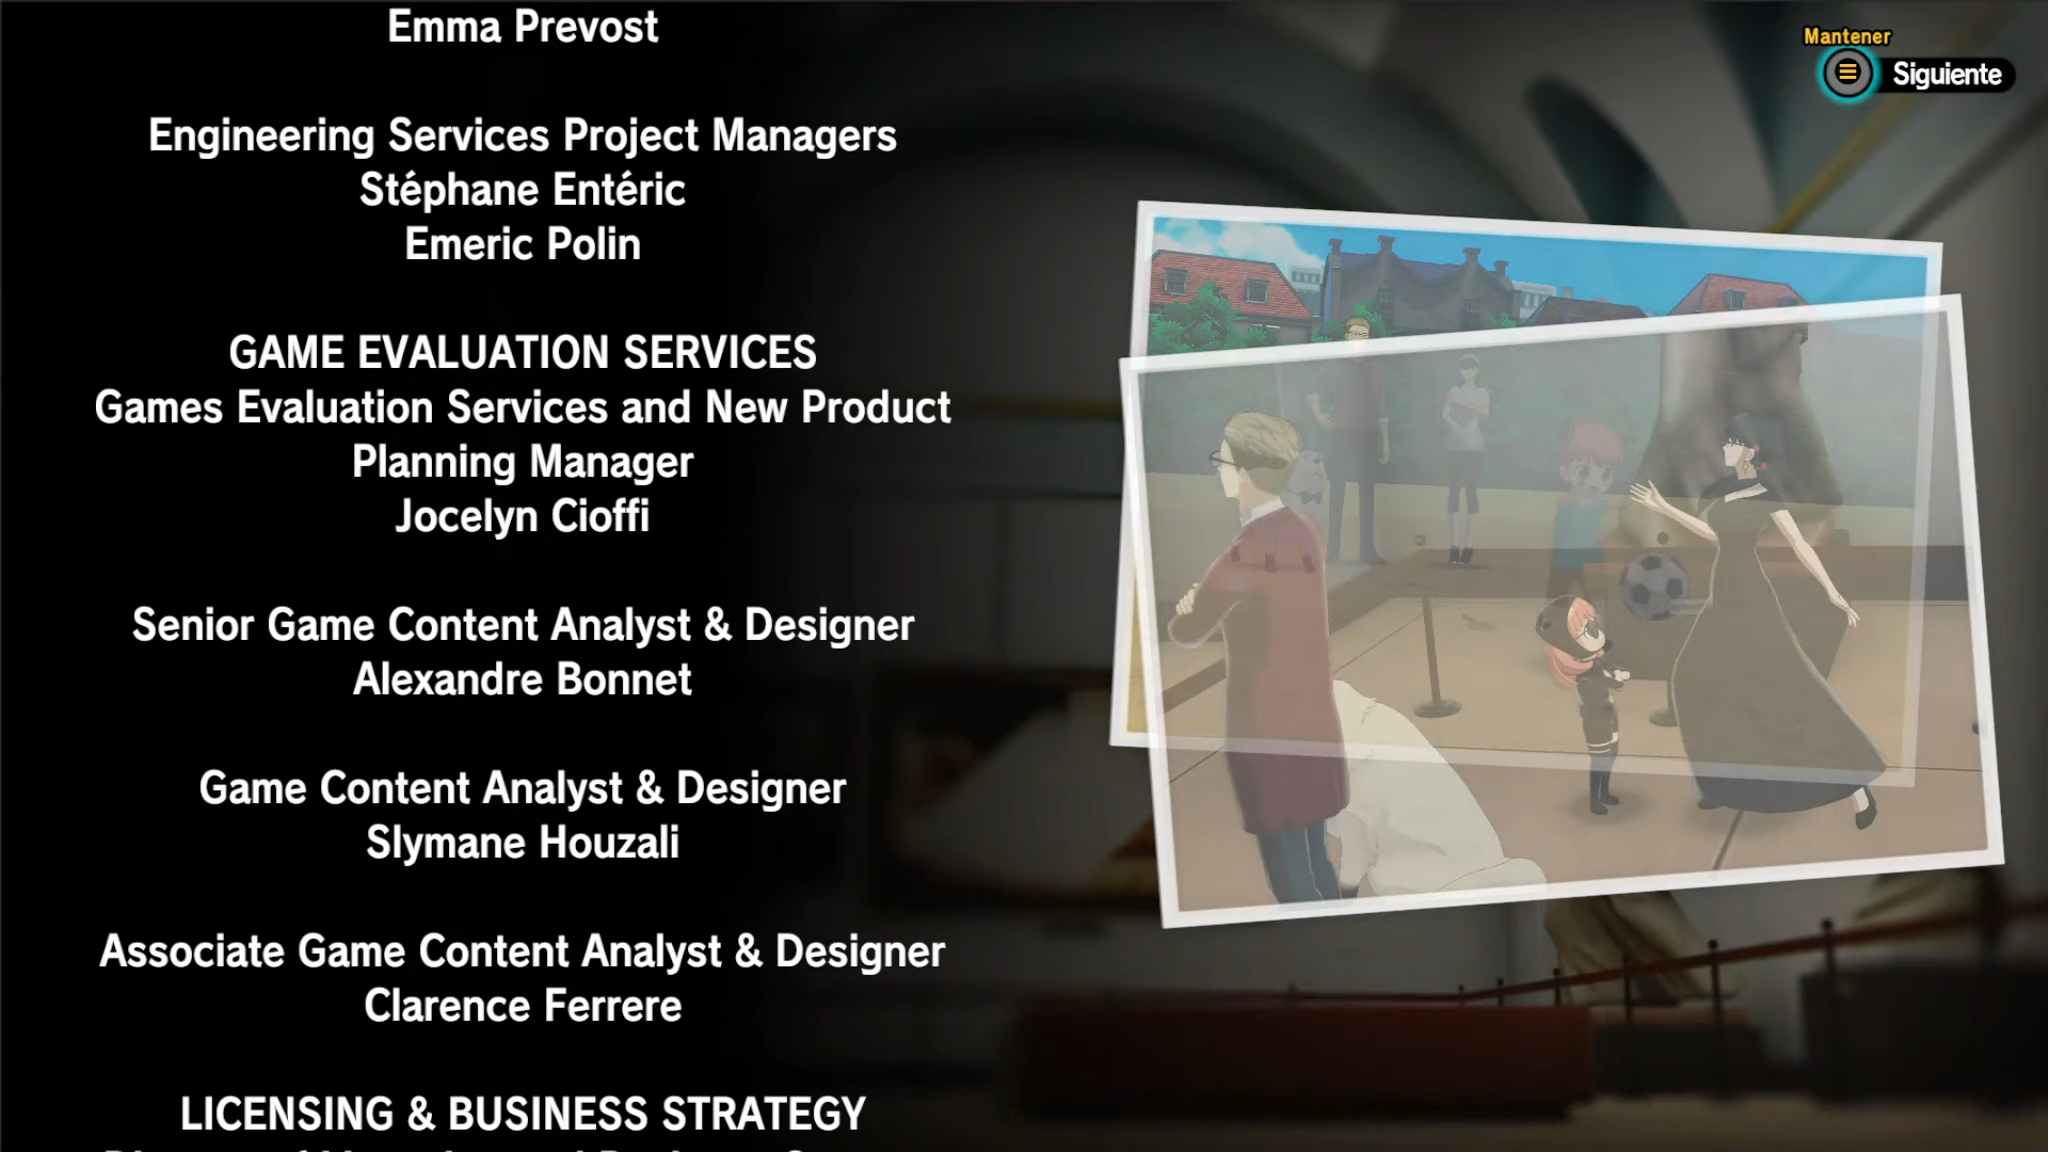 Emma Prevost
Mantener
Siguiente
Engineering Services Project Managers
Stéphane Entéric
Emeric Polin
GAME EVALUATION SERVICES
Games Evaluation Services and New Product
Planning Manager
Jocelyn Cioffi
Senior Game Content Analyst & Designer
Alexandre Bonnet
Game Content Analyst & Designer
Slymane Houzali
Associate Game Content Analyst & Designer
Clarence Ferrere
LICENSING & BUSINESS STRATEGY